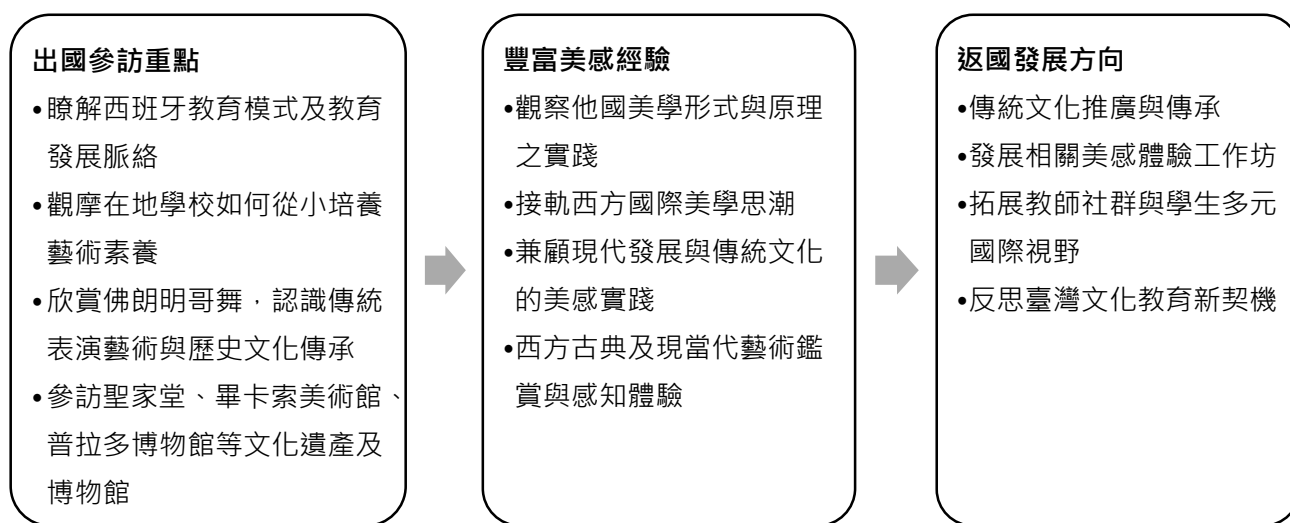 出國參訪重點
•瞭解西班牙教育模式及教育
發展脈絡
•觀摩在地學校如何從小培養
藝術素養
•欣賞佛朗明哥舞，認識傳統
表演藝術與歷史文化傳承
•參訪聖家堂、畢卡索美術館、
普拉多博物館等文化遺產及
博物館
豐富美感經驗
•觀察他國美學形式與原理
之實踐
•接軌西方國際美學思潮
•兼顧現代發展與傳統文化
的美感實踐
•西方古典及現當代藝術鑑
賞與感知體驗
返國發展方向
•傳統文化推廣與傳承
•發展相關美感體驗工作坊
•拓展教師社群與學生多元
國際視野
•反思臺灣文化教育新契機